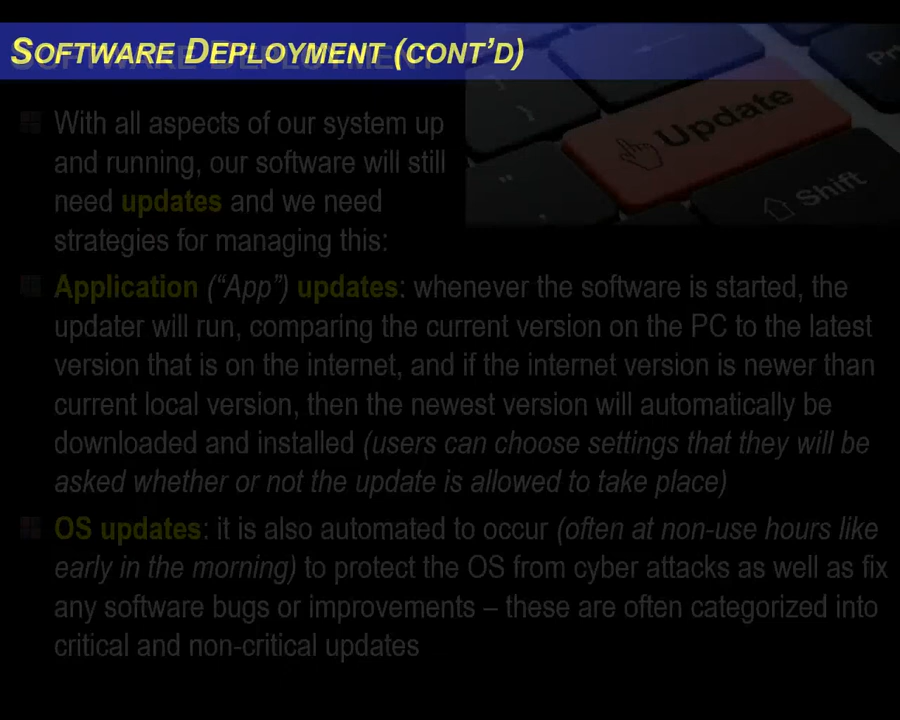 SOFTWARE DEPLOYMENT (CONT'D)
With all aspects of our system up
and running, our software will still
need updates and we need
strategies for managing this:
Update
Shift
Application (“App”) updates: whenever the software is started, the
updater will run, comparing the current version on the PC to the latest
version that is on the internet, and if the internet version is newer than
current local version, then the newest version will automatically be
downloaded and installed (users can choose settings that they will be
asked whether or not the update is allowed to take place)
OS updates: it is also automated to occur (often at non-use hours like
early in the morning) to protect the OS from cyber attacks as well as fix
any software bugs or improvements – these are often categorized into
critical and non-critical updates